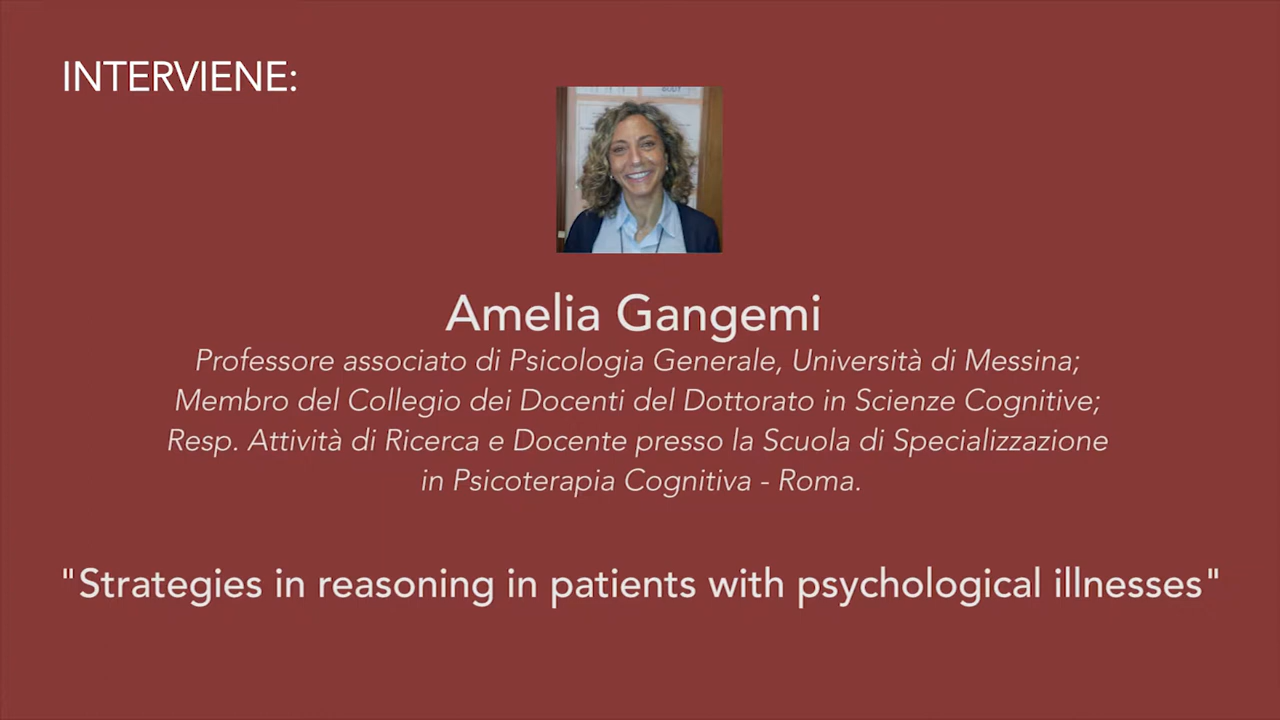 INTERVIENE:
Amelia Gangemi
Professore associato di Psicologia Generale, Università di Messina;
Membro del Collegio dei Docenti del Dottorato in Scienze Cognitive;
Resp. Attività di Ricerca e Docente presso la Scuola di Specializzazione
in Psicoterapia Cognitiva - Roma.
"Strategies in reasoning in patients with psychological illnesses"